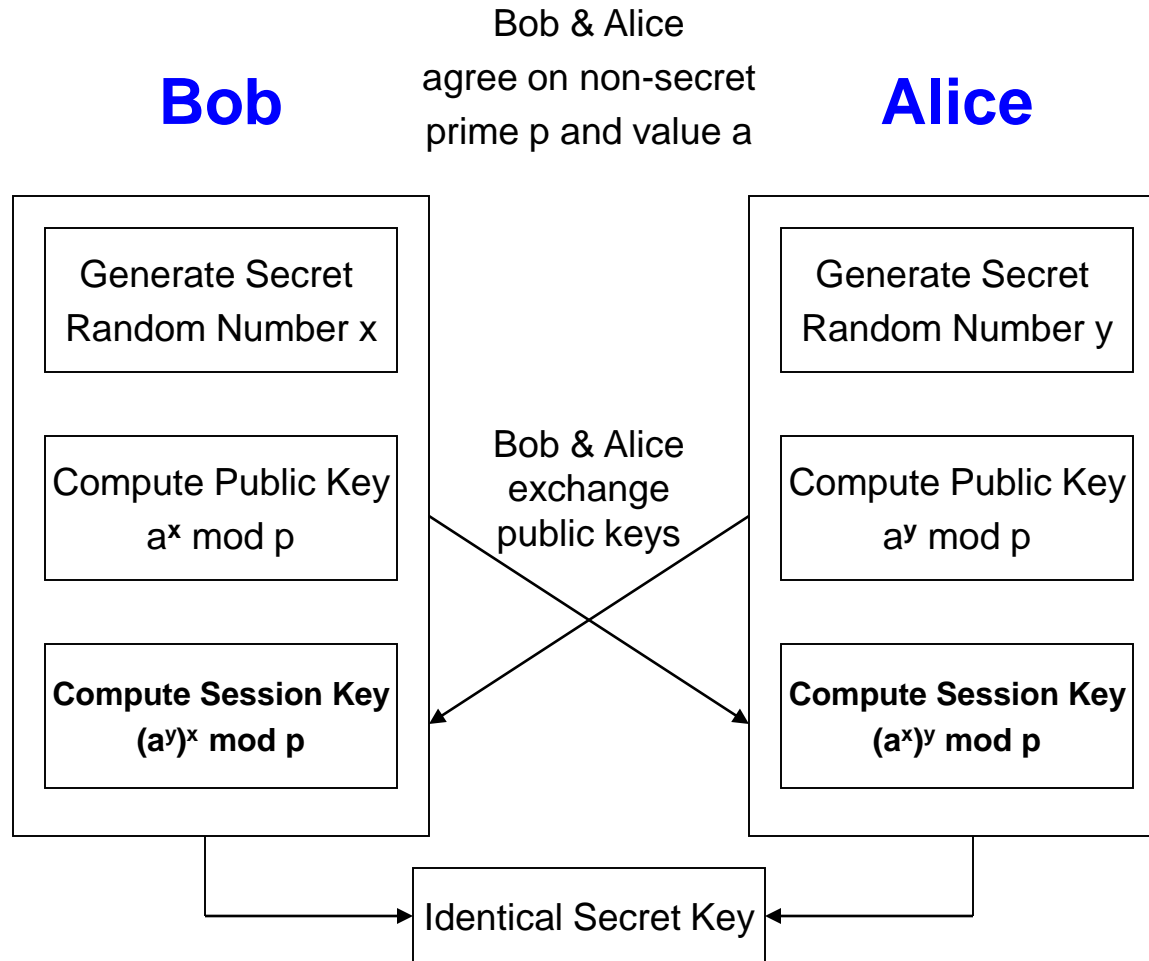 Bob & Alice
agree on non-secret
prime p and value a
Bob
Alice
Generate Secret
Random Number x
Generate Secret
Random Number y
Compute Public Key
aˣ mod p
Bob & Alice
exchange
public keys
Compute Public Key
aʸ mod p
Compute Session Key
(aʸ)ˣ mod p
Compute Session Key
(aˣ)ʸ mod p
Identical Secret Key